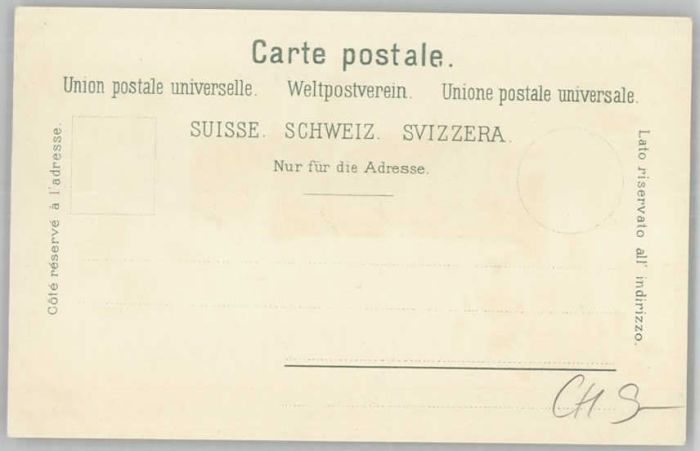 Carte postale.
Union postale universelle. Weltpostverein. Unione postale universale.
SUISSE. SCHWEIZ. SVIZZERA.
Nur für die Adresse.
Côté réservé à l'adresse.
Lato riservato all' indirizzo.
CH S